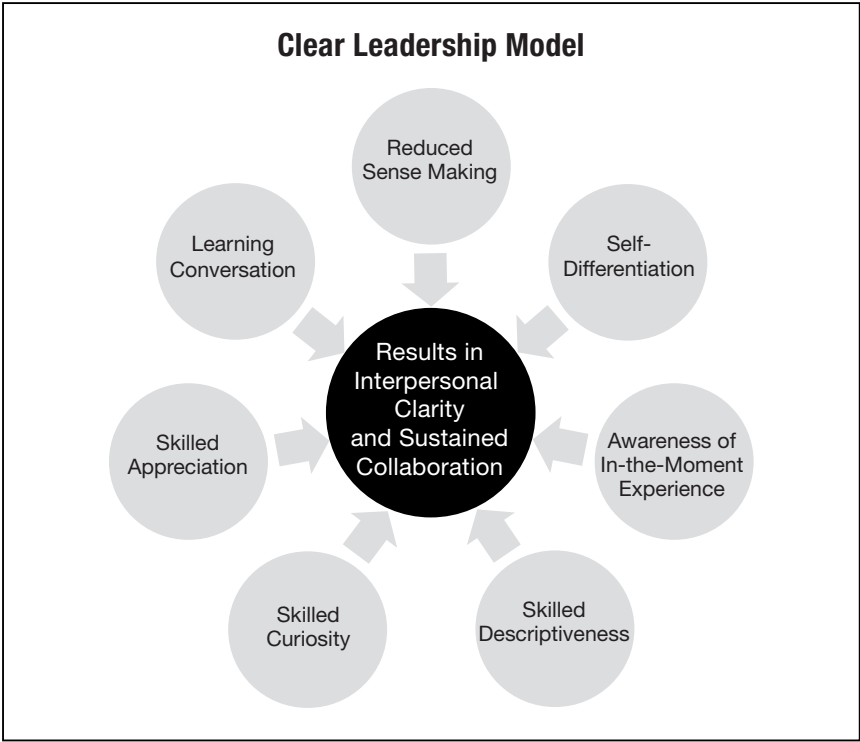 Clear Leadership Model
Reduced
Sense Making
Self-
Differentiation
Awareness of
In-the-Moment
Experience
Skilled
Descriptiveness
Skilled
Curiosity
Skilled
Appreciation
Learning
Conversation
Results in
Interpersonal
Clarity
and Sustained
Collaboration